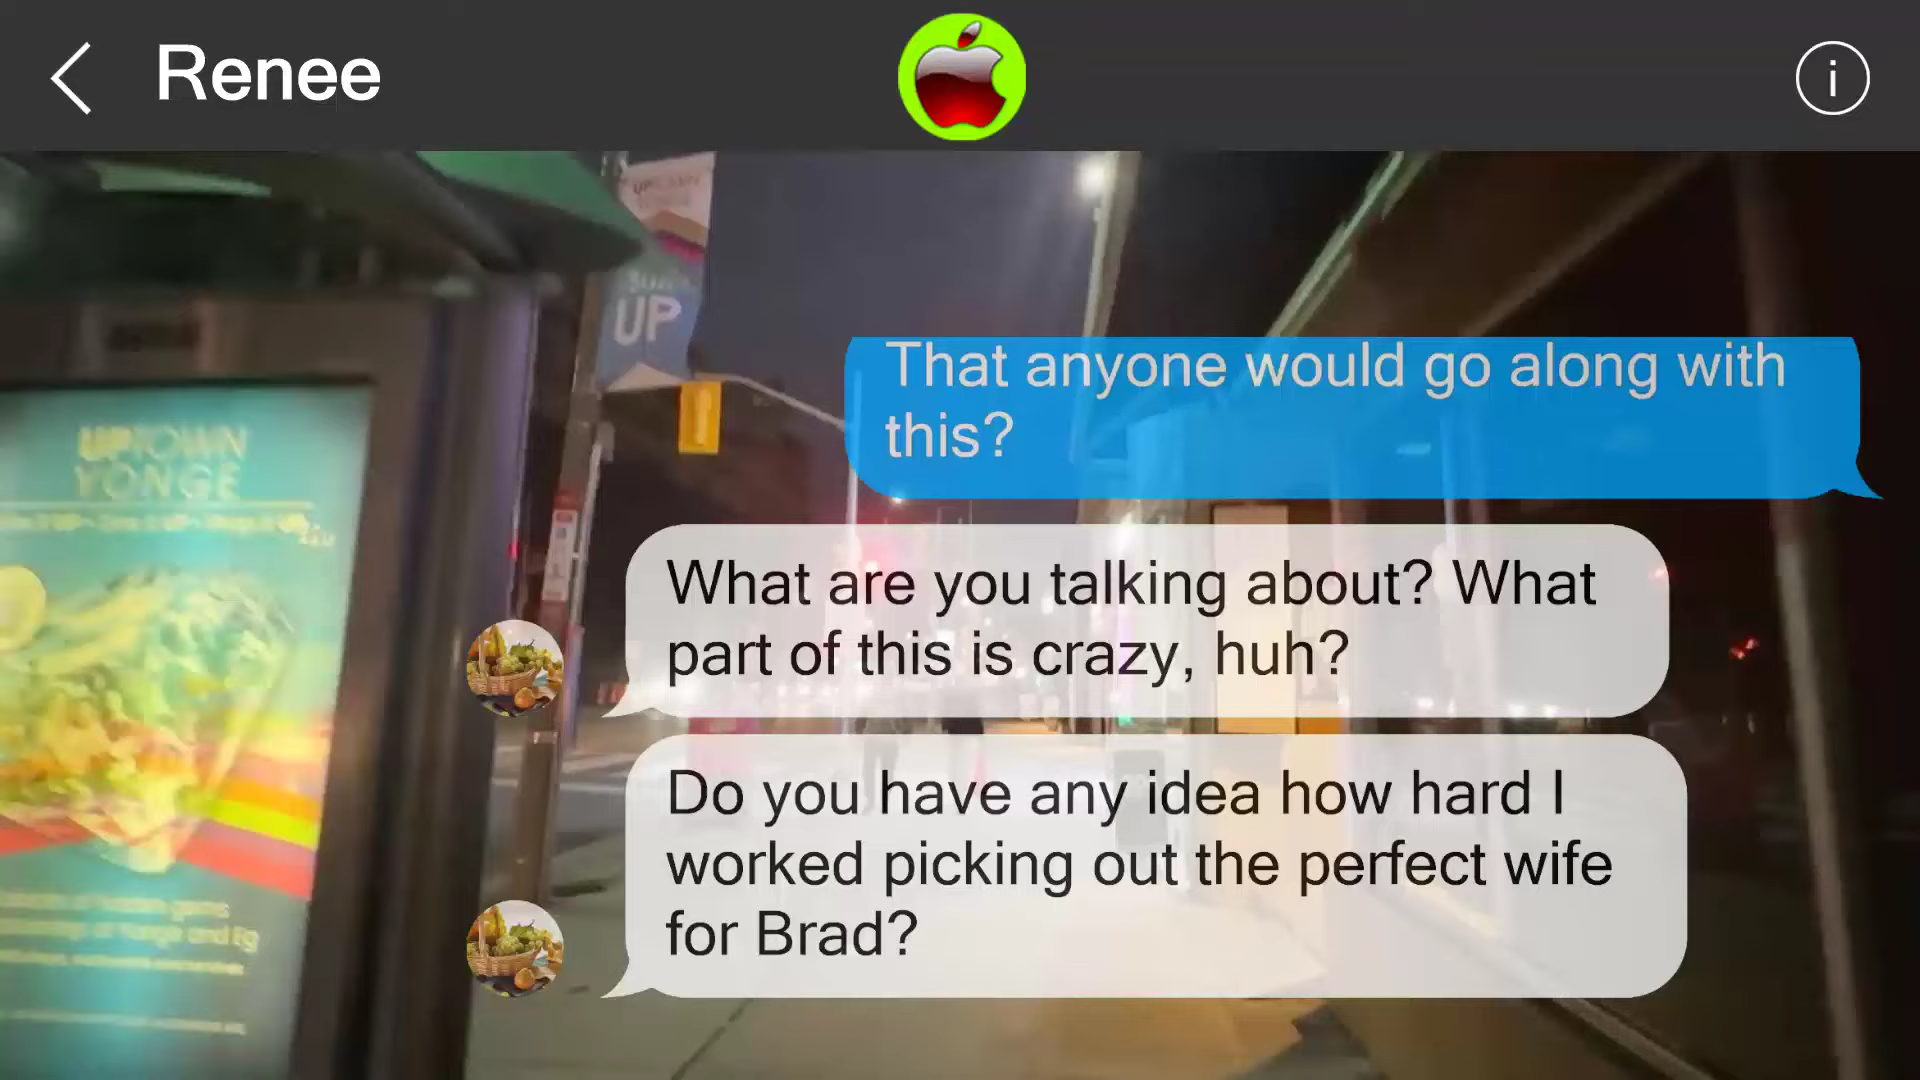 Renee
i
UP
That anyone would go along with
this?
UPTOWN
YONGE
What are you talking about? What
part of this is crazy, huh?
Do you have any idea how hard I
worked picking out the perfect wife
for Brad?